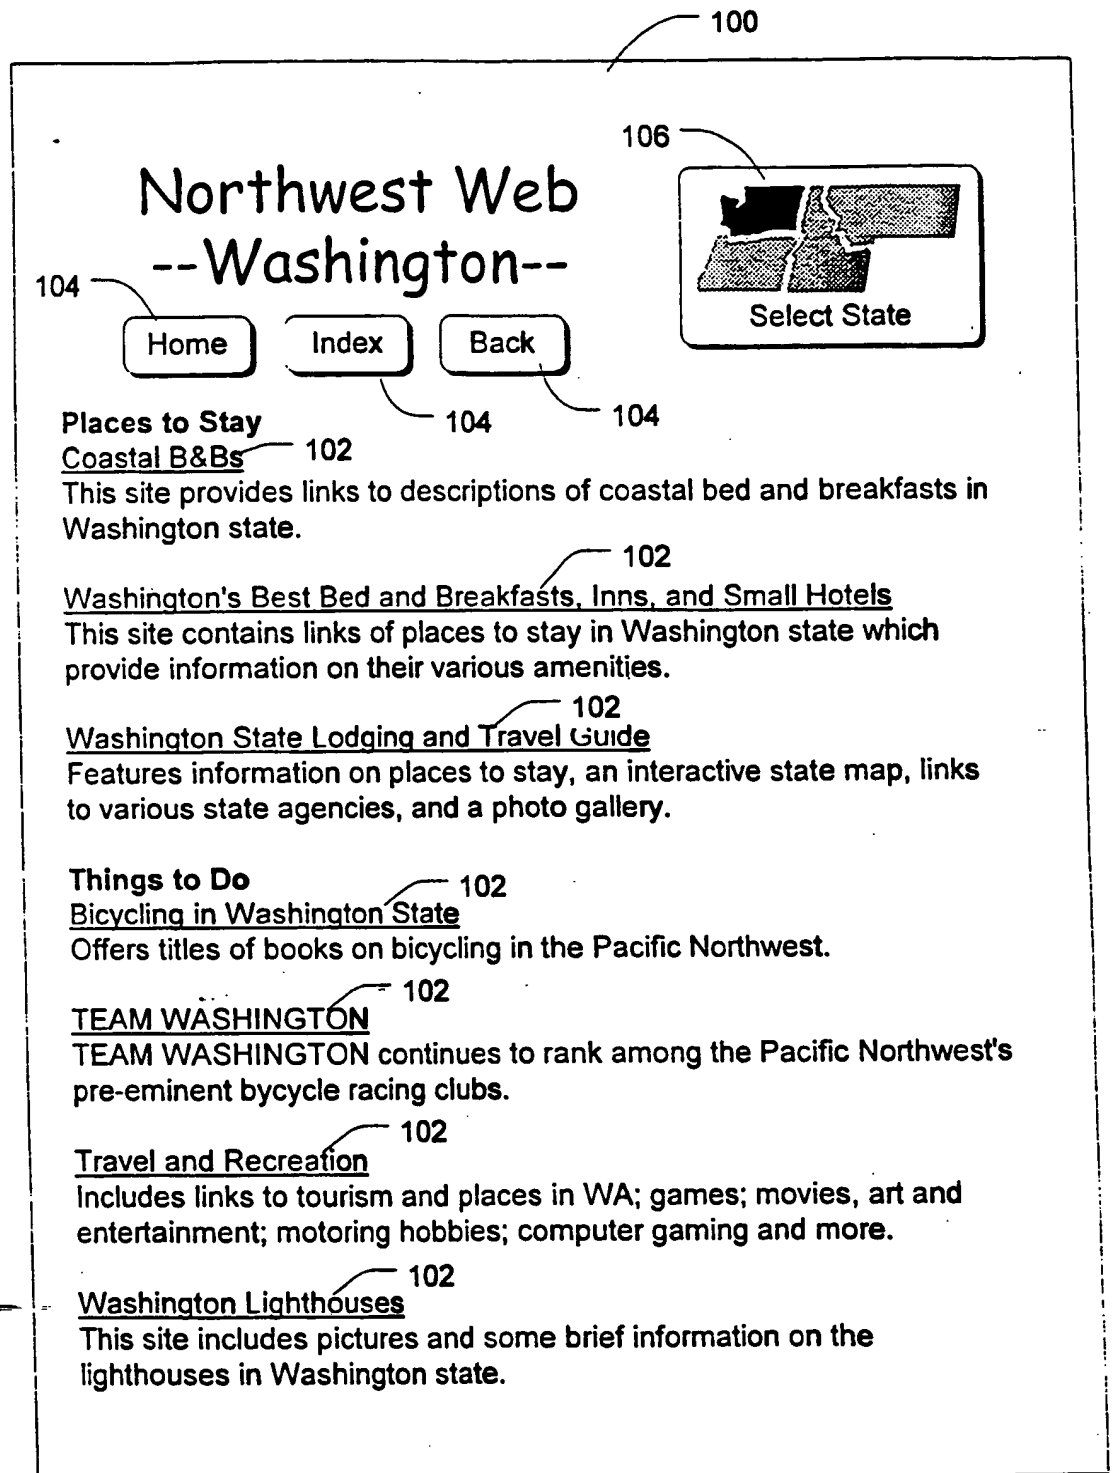 100
106
Northwest Web
--Washington--
104
Select State
Home Index Back
104 104
Places to Stay
Coastal B&Bs 102
This site provides links to descriptions of coastal bed and breakfasts in
Washington state.
102
Washington's Best Bed and Breakfasts, Inns, and Small Hotels
This site contains links of places to stay in Washington state which
provide information on their various amenities.
102
Washington State Lodging and Travel Guide
Features information on places to stay, an interactive state map, links
to various state agencies, and a photo gallery.
Things to Do
102
Bicycling in Washington State
Offers titles of books on bicycling in the Pacific Northwest.
102
TEAM WASHINGTON
TEAM WASHINGTON continues to rank among the Pacific Northwest's
pre-eminent bycycle racing clubs.
102
Travel and Recreation
Includes links to tourism and places in WA; games; movies, art and
entertainment; motoring hobbies; computer gaming and more.
102
Washington Lighthouses
This site includes pictures and some brief information on the
lighthouses in Washington state.